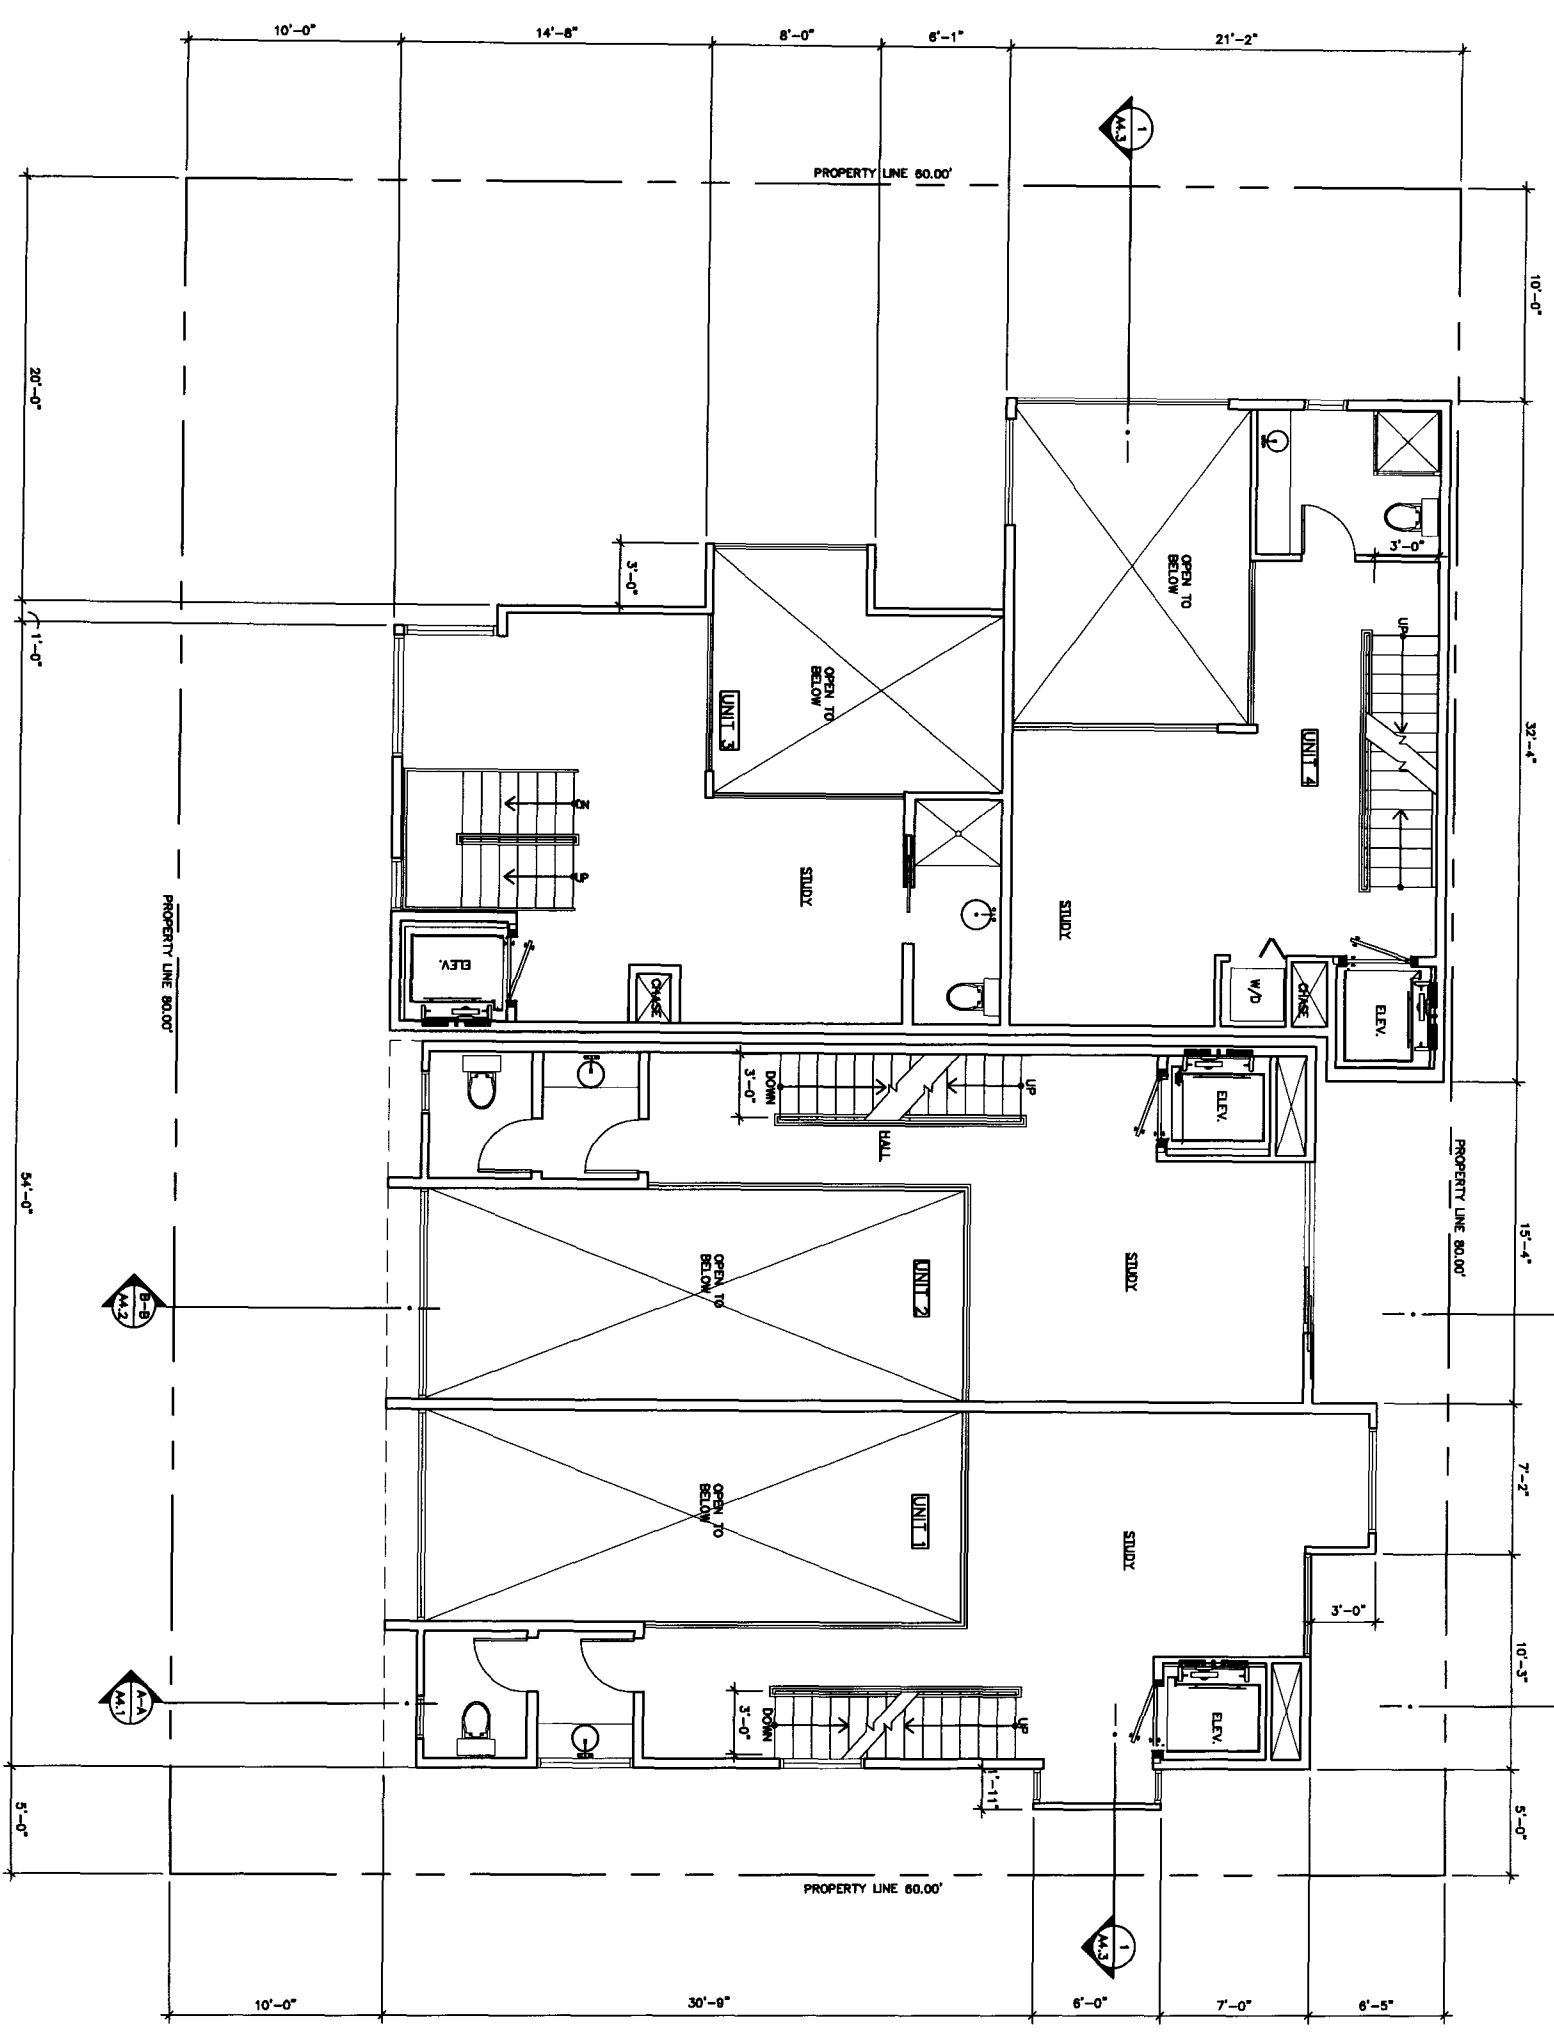 10'-0"
14'-8"
8'-0"
6'-1"
21'-2"
1
A4.3
PROPERTY LINE 60.00'
10'-0"
20'-0"
3'-0"
OPEN TO
BELOW
3'-0"
UP
1'-0"
OPEN TO
BELOW
UNIT 3
UNIT 4
32'-4"
DN
UP
STUDY
STUDY
PROPERTY LINE 80.00'
ELEV.
CHASE
W/D
CHASE
ELEV.
3'-0"
DOWN
UP
ELEV.
HALL
PROPERTY LINE 80.00'
54'-0"
15'-4"
OPEN TO
BELOW
UNIT 2
STUDY
B-B
A4.2
OPEN TO
BELOW
UNIT 1
STUDY
7'-2"
3'-0"
10'-3"
A-A
A4.1
3'-0"
DOWN
UP
ELEV.
1'-11"
5'-0"
5'-0"
PROPERTY LINE 60.00'
1
A4.3
10'-0"
30'-9"
6'-0"
7'-0"
6'-5"